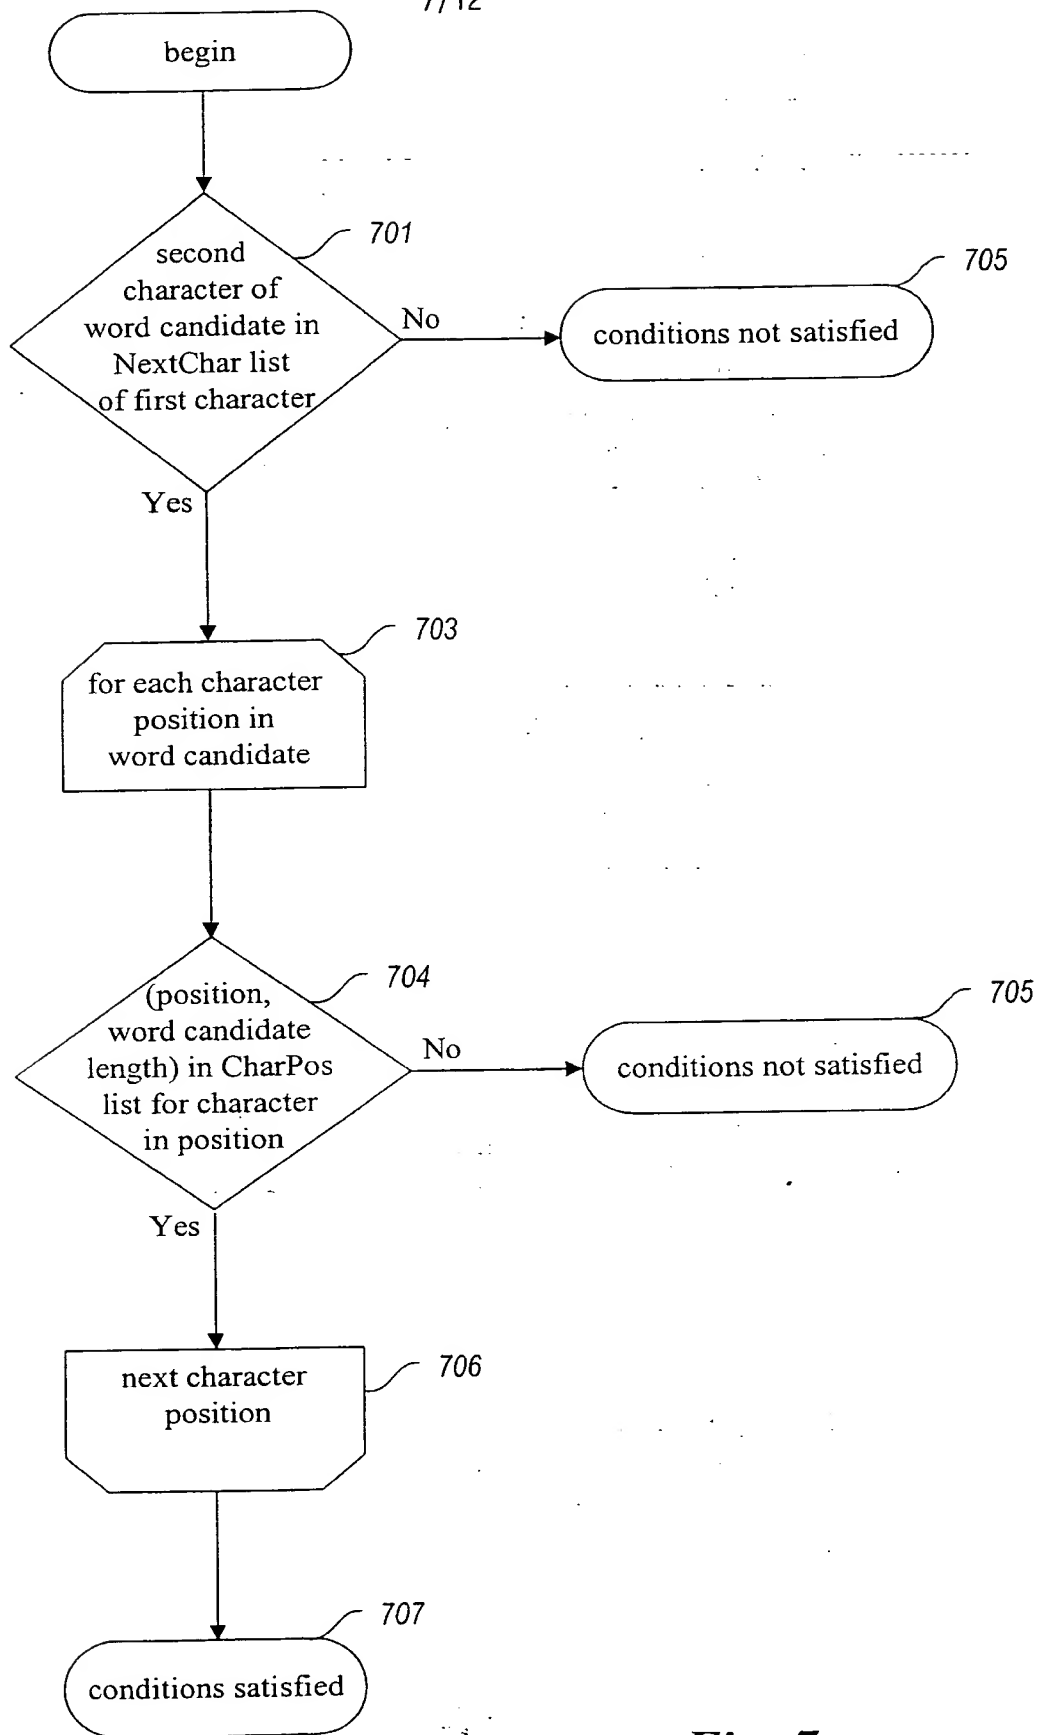 7/12
begin
701
second
character of
word candidate in
NextChar list
of first character
No
705
conditions not satisfied
Yes
703
for each character
position in
word candidate
704
(position,
word candidate
length) in CharPos
list for character
in position
No
705
conditions not satisfied
Yes
next character
position
706
707
conditions satisfied